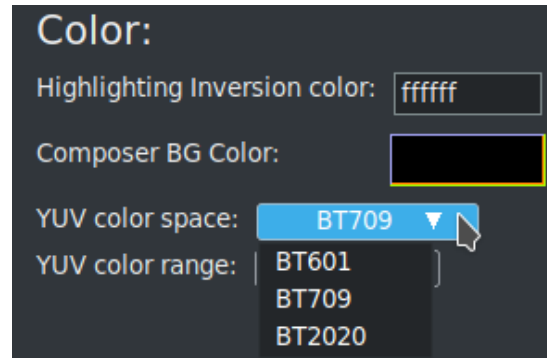 Color:
Highlighting Inversion color: ffffff
Composer BG Color:
YUV color space: BT709 ▼
YUV color range:
BT601
BT709
BT2020